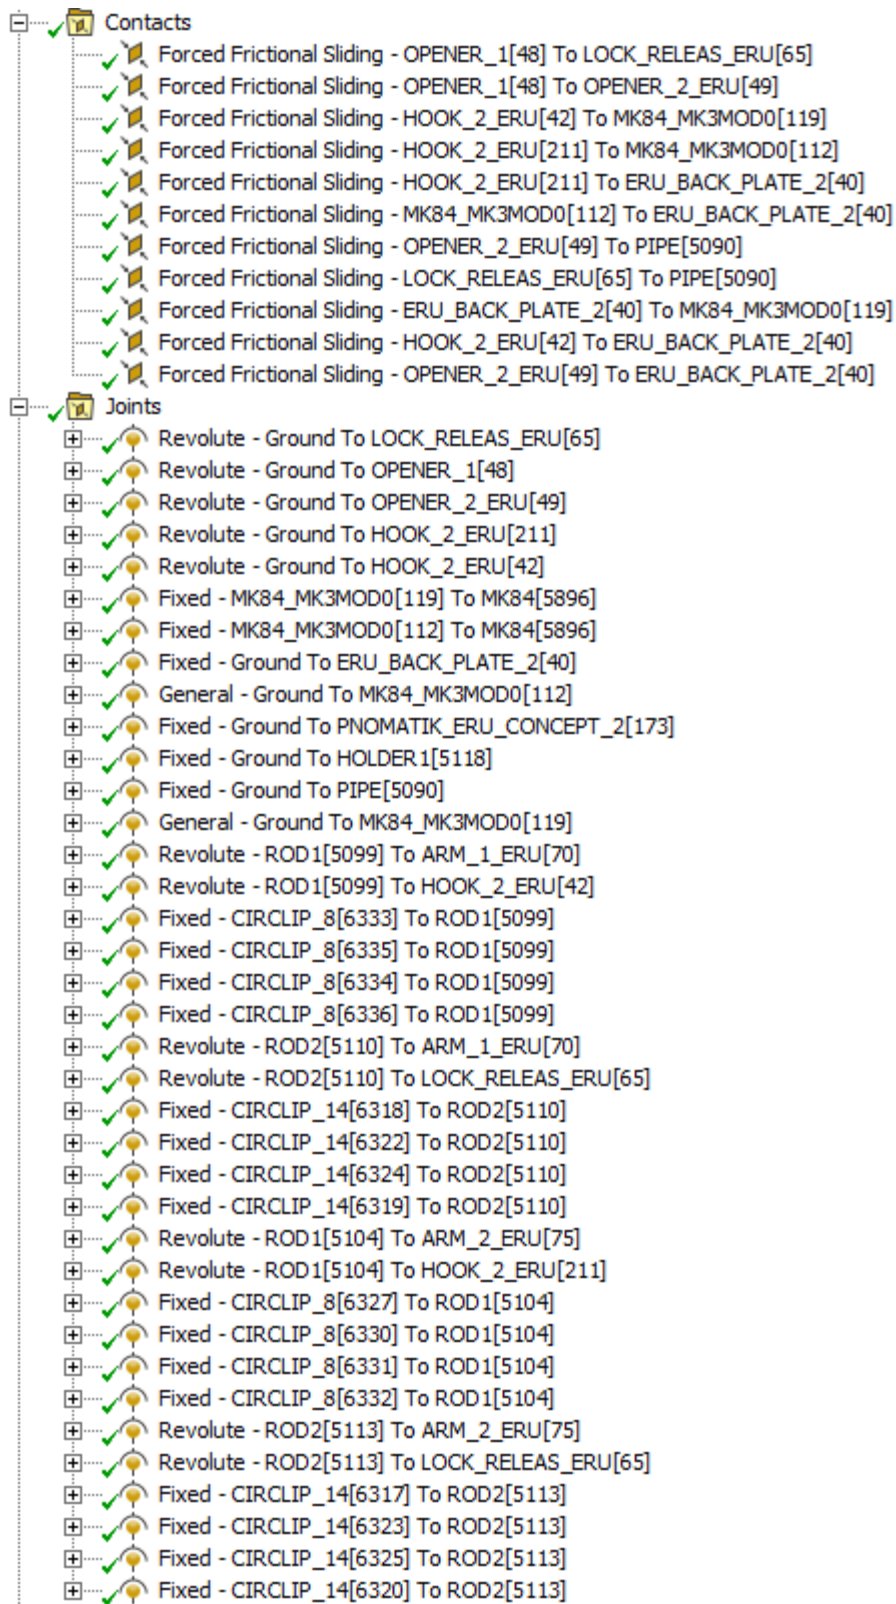 Contacts
Forced Frictional Sliding - OPENER_1[48] To LOCK_RELEAS_ERU[65]
Forced Frictional Sliding - OPENER_1[48] To OPENER_2_ERU[49]
Forced Frictional Sliding - HOOK_2_ERU[42] To MK84_MK3MOD0[119]
Forced Frictional Sliding - HOOK_2_ERU[211] To MK84_MK3MOD0[112]
Forced Frictional Sliding - HOOK_2_ERU[211] To ERU_BACK_PLATE_2[40]
Forced Frictional Sliding - MK84_MK3MOD0[112] To ERU_BACK_PLATE_2[40]
Forced Frictional Sliding - OPENER_2_ERU[49] To PIPE[5090]
Forced Frictional Sliding - LOCK_RELEAS_ERU[65] To PIPE[5090]
Forced Frictional Sliding - ERU_BACK_PLATE_2[40] To MK84_MK3MOD0[119]
Forced Frictional Sliding - HOOK_2_ERU[42] To ERU_BACK_PLATE_2[40]
Forced Frictional Sliding - OPENER_2_ERU[49] To ERU_BACK_PLATE_2[40]
Joints
Revolute - Ground To LOCK_RELEAS_ERU[65]
Revolute - Ground To OPENER_1[48]
Revolute - Ground To OPENER_2_ERU[49]
Revolute - Ground To HOOK_2_ERU[211]
Revolute - Ground To HOOK_2_ERU[42]
Fixed - MK84_MK3MOD0[119] To MK84[5896]
Fixed - MK84_MK3MOD0[112] To MK84[5896]
Fixed - Ground To ERU_BACK_PLATE_2[40]
General - Ground To MK84_MK3MOD0[112]
Fixed - Ground To PNOMATIK_ERU_CONCEPT_2[173]
Fixed - Ground To HOLDER1[5118]
Fixed - Ground To PIPE[5090]
General - Ground To MK84_MK3MOD0[119]
Revolute - ROD1[5099] To ARM_1_ERU[70]
Revolute - ROD1[5099] To HOOK_2_ERU[42]
Fixed - CIRCLIP_8[6333] To ROD1[5099]
Fixed - CIRCLIP_8[6335] To ROD1[5099]
Fixed - CIRCLIP_8[6334] To ROD1[5099]
Fixed - CIRCLIP_8[6336] To ROD1[5099]
Revolute - ROD2[5110] To ARM_1_ERU[70]
Revolute - ROD2[5110] To LOCK_RELEAS_ERU[65]
Fixed - CIRCLIP_14[6318] To ROD2[5110]
Fixed - CIRCLIP_14[6322] To ROD2[5110]
Fixed - CIRCLIP_14[6324] To ROD2[5110]
Fixed - CIRCLIP_14[6319] To ROD2[5110]
Revolute - ROD1[5104] To ARM_2_ERU[75]
Revolute - ROD1[5104] To HOOK_2_ERU[211]
Fixed - CIRCLIP_8[6327] To ROD1[5104]
Fixed - CIRCLIP_8[6330] To ROD1[5104]
Fixed - CIRCLIP_8[6331] To ROD1[5104]
Fixed - CIRCLIP_8[6332] To ROD1[5104]
Revolute - ROD2[5113] To ARM_2_ERU[75]
Revolute - ROD2[5113] To LOCK_RELEAS_ERU[65]
Fixed - CIRCLIP_14[6317] To ROD2[5113]
Fixed - CIRCLIP_14[6323] To ROD2[5113]
Fixed - CIRCLIP_14[6325] To ROD2[5113]
Fixed - CIRCLIP_14[6320] To ROD2[5113]